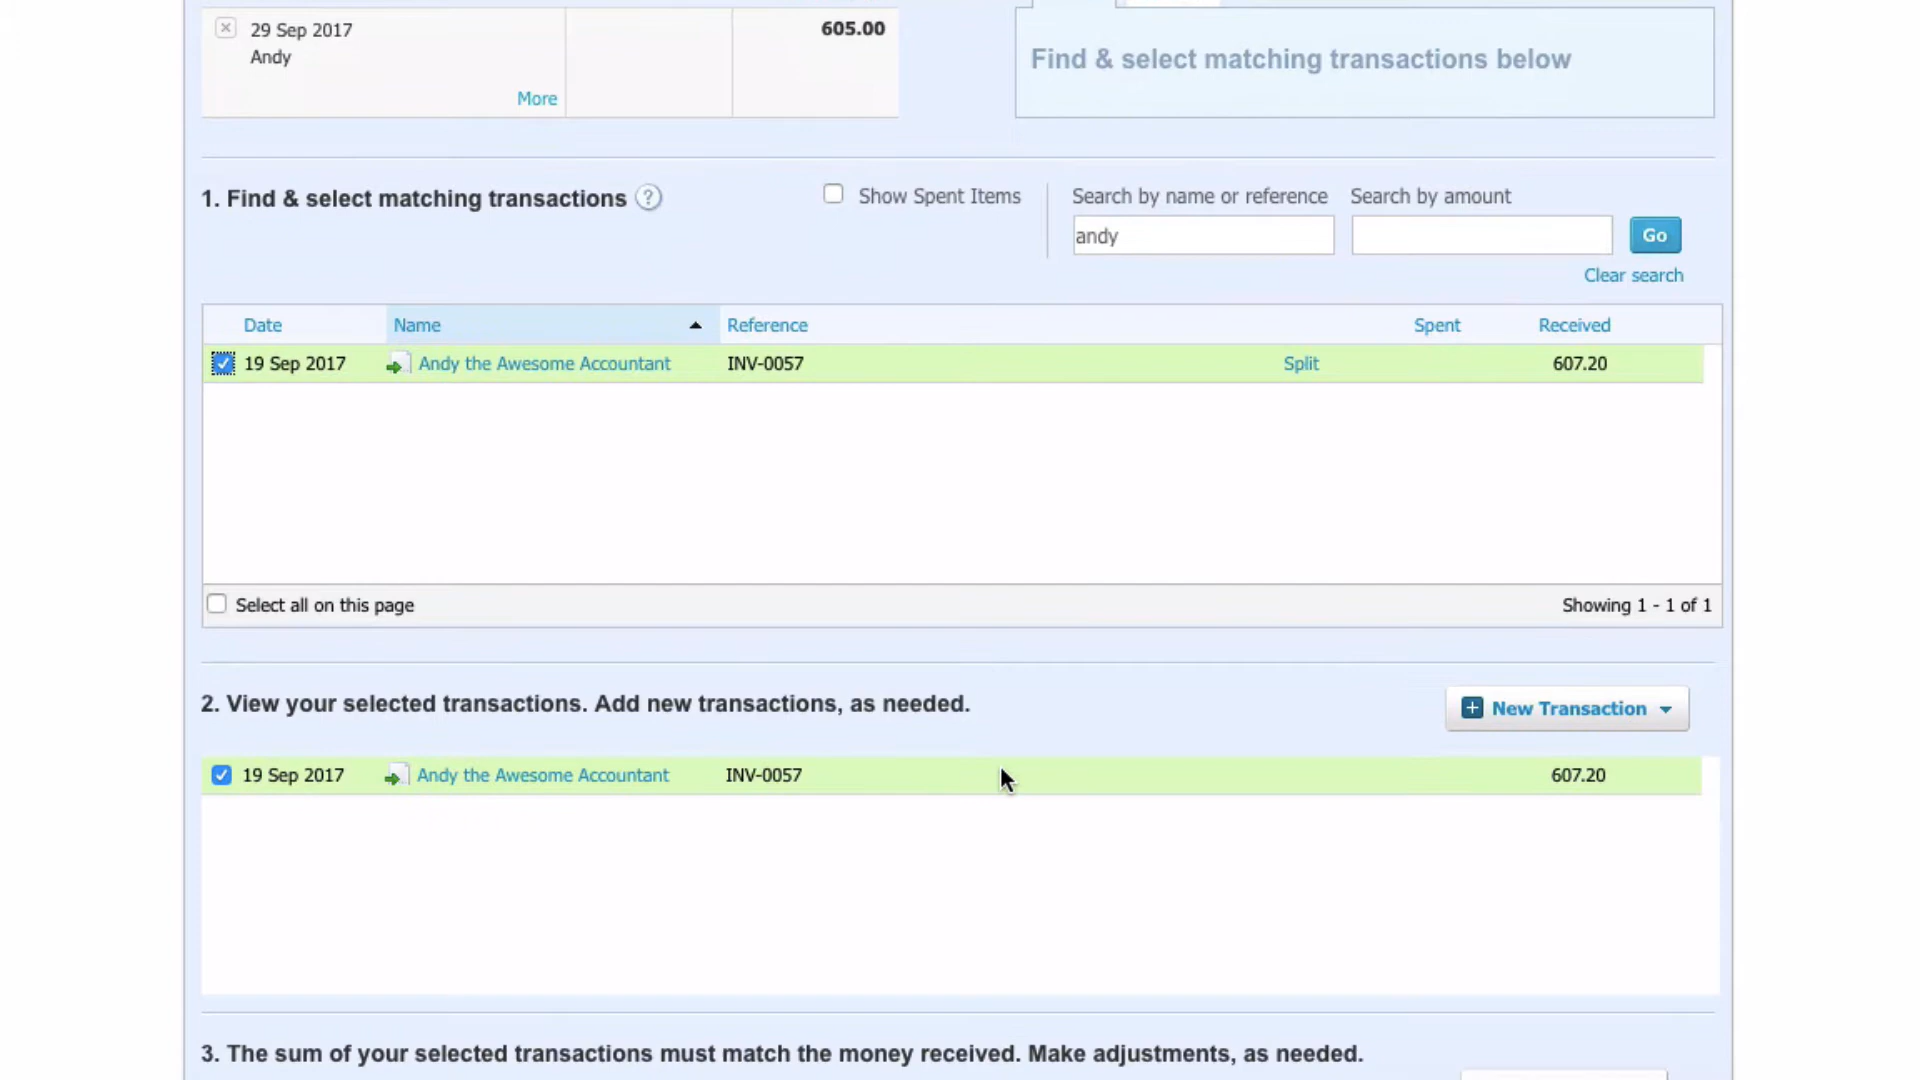 29 Sep 2017
605.00
Andy
More
Find & select matching transactions below
1. Find & select matching transactions ?
Show Spent Items
Search by name or reference
Search by amount
andy
Go
Clear search
Date Name Reference Spent Received
19 Sep 2017 Andy the Awesome Accountant INV-0057 Split 607.20
Select all on this page
Showing 1 - 1 of 1
2. View your selected transactions. Add new transactions, as needed.
New Transaction
19 Sep 2017 Andy the Awesome Accountant INV-0057 607.20
3. The sum of your selected transactions must match the money received. Make adjustments, as needed.